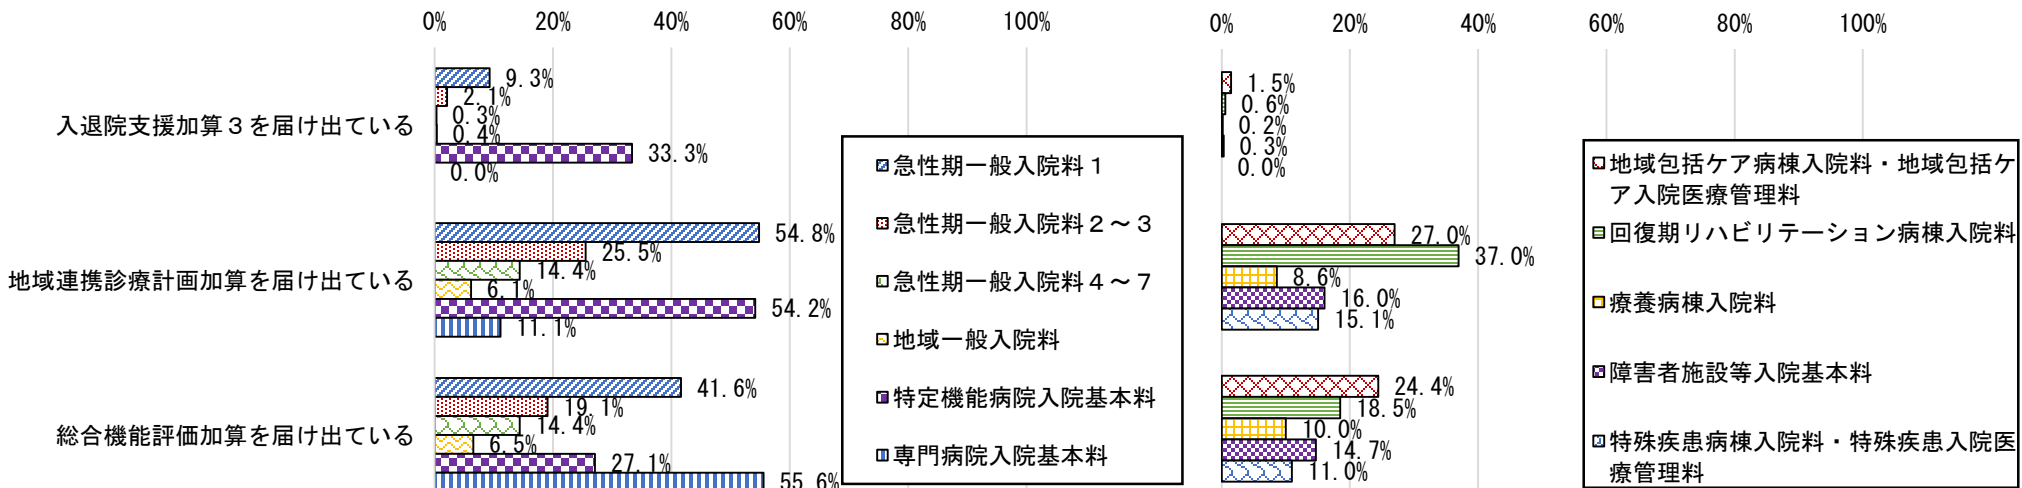 0% 20% 40% 60% 80% 100%
入退院支援加算３を届け出ている
9.3%
2.1%
0.3%
0.4%
33.3%
0.0%
地域連携診療計画加算を届け出ている
54.8%
25.5%
14.4%
6.1%
54.2%
11.1%
総合機能評価加算を届け出ている
41.6%
19.1%
14.4%
6.5%
27.1%
55.6%
急性期一般入院料１
急性期一般入院料２～３
急性期一般入院料４～７
地域一般入院料
特定機能病院入院基本料
専門病院入院基本料
0% 20% 40% 60% 80% 100%
1.5%
0.6%
0.2%
0.3%
0.0%
27.0%
37.0%
8.6%
16.0%
15.1%
24.4%
18.5%
10.0%
14.7%
11.0%
地域包括ケア病棟入院料・地域包括ケ
ア入院医療管理料
回復期リハビリテーション病棟入院料
療養病棟入院料
障害者施設等入院基本料
特殊疾患病棟入院料・特殊疾患入院医
療管理料